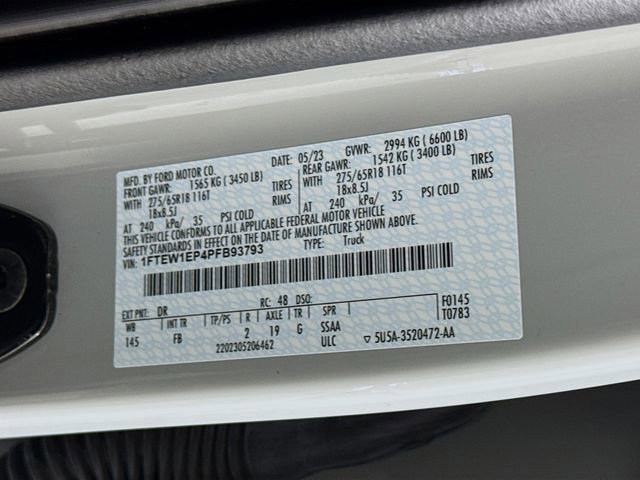 MFD. BY FORD MOTOR CO.
DATE: 05/23 GVWR: 2994 KG ( 6600 LB)
FRONT GAWR: 1565 KG ( 3450 LB) REAR GAWR: 1542 KG ( 3400 LB)
WITH 275/65R18 116T TIRES WITH 275/65R18 116T TIRES
18x8.5J RIMS 18x8.5J RIMS
AT 240 kPa/ 35 PSI COLD AT 240 kPa/ 35 PSI COLD
THIS VEHICLE CONFORMS TO ALL APPLICABLE FEDERAL MOTOR VEHICLE
SAFETY STANDARDS IN EFFECT ON THE DATE OF MANUFACTURE SHOWN ABOVE.
VIN: 1FTEW1EP4PFB93793
TYPE: Truck
F0145
T0783
EXT PNT: DR RC: 48 DSO:
WB INT TR TP/PS R AXLE TR SPR
145 FB 2 19 G SSAA
2202305206462 ULC ▽ 5U5A-3520472-AA